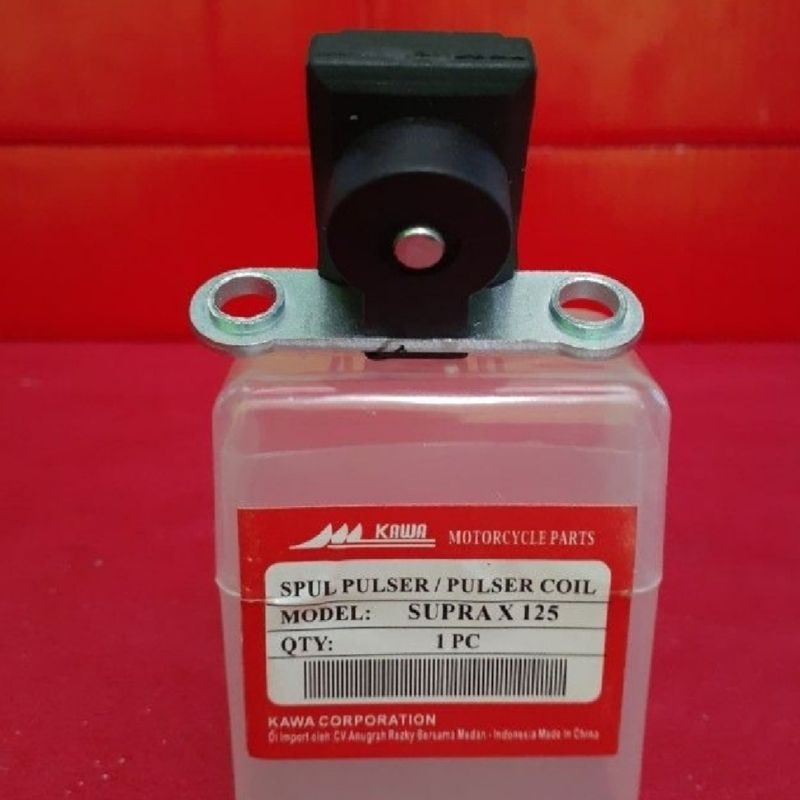 KAWA MOTORCYCLE PARTS
SPUL PULSER / PULSER COIL
MODEL: SUPRA X 125
QTY: 1 PC
KAWA CORPORATION
Di Import oleh CV. Anugrah Razky Bersama Medan - Indonesia Made In China